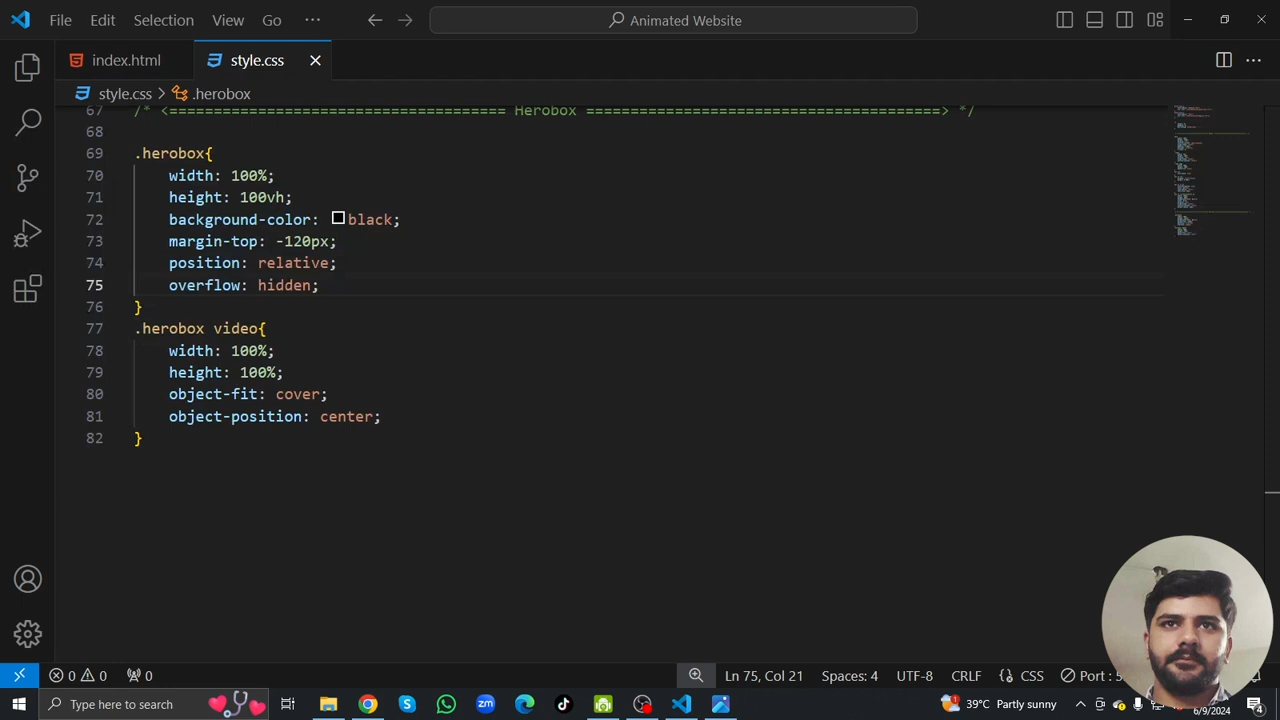 File Edit Selection View Go ··· Animated Website
index.html style.css
style.css > .herobox
67 /* <====================================== Herobox ========================================> */
68
69 .herobox{
70 width: 100%;
71 height: 100vh;
72 background-color: black;
73 margin-top: -120px;
74 position: relative;
75 overflow: hidden;
76 }
77 .herobox video{
78 width: 100%;
79 height: 100%;
80 object-fit: cover;
81 object-position: center;
82 }
0 0 0 Ln 75, Col 21 Spaces: 4 UTF-8 CRLF {} CSS Port : 5
Type here to search 39°C Partly sunny 6/9/2024 4